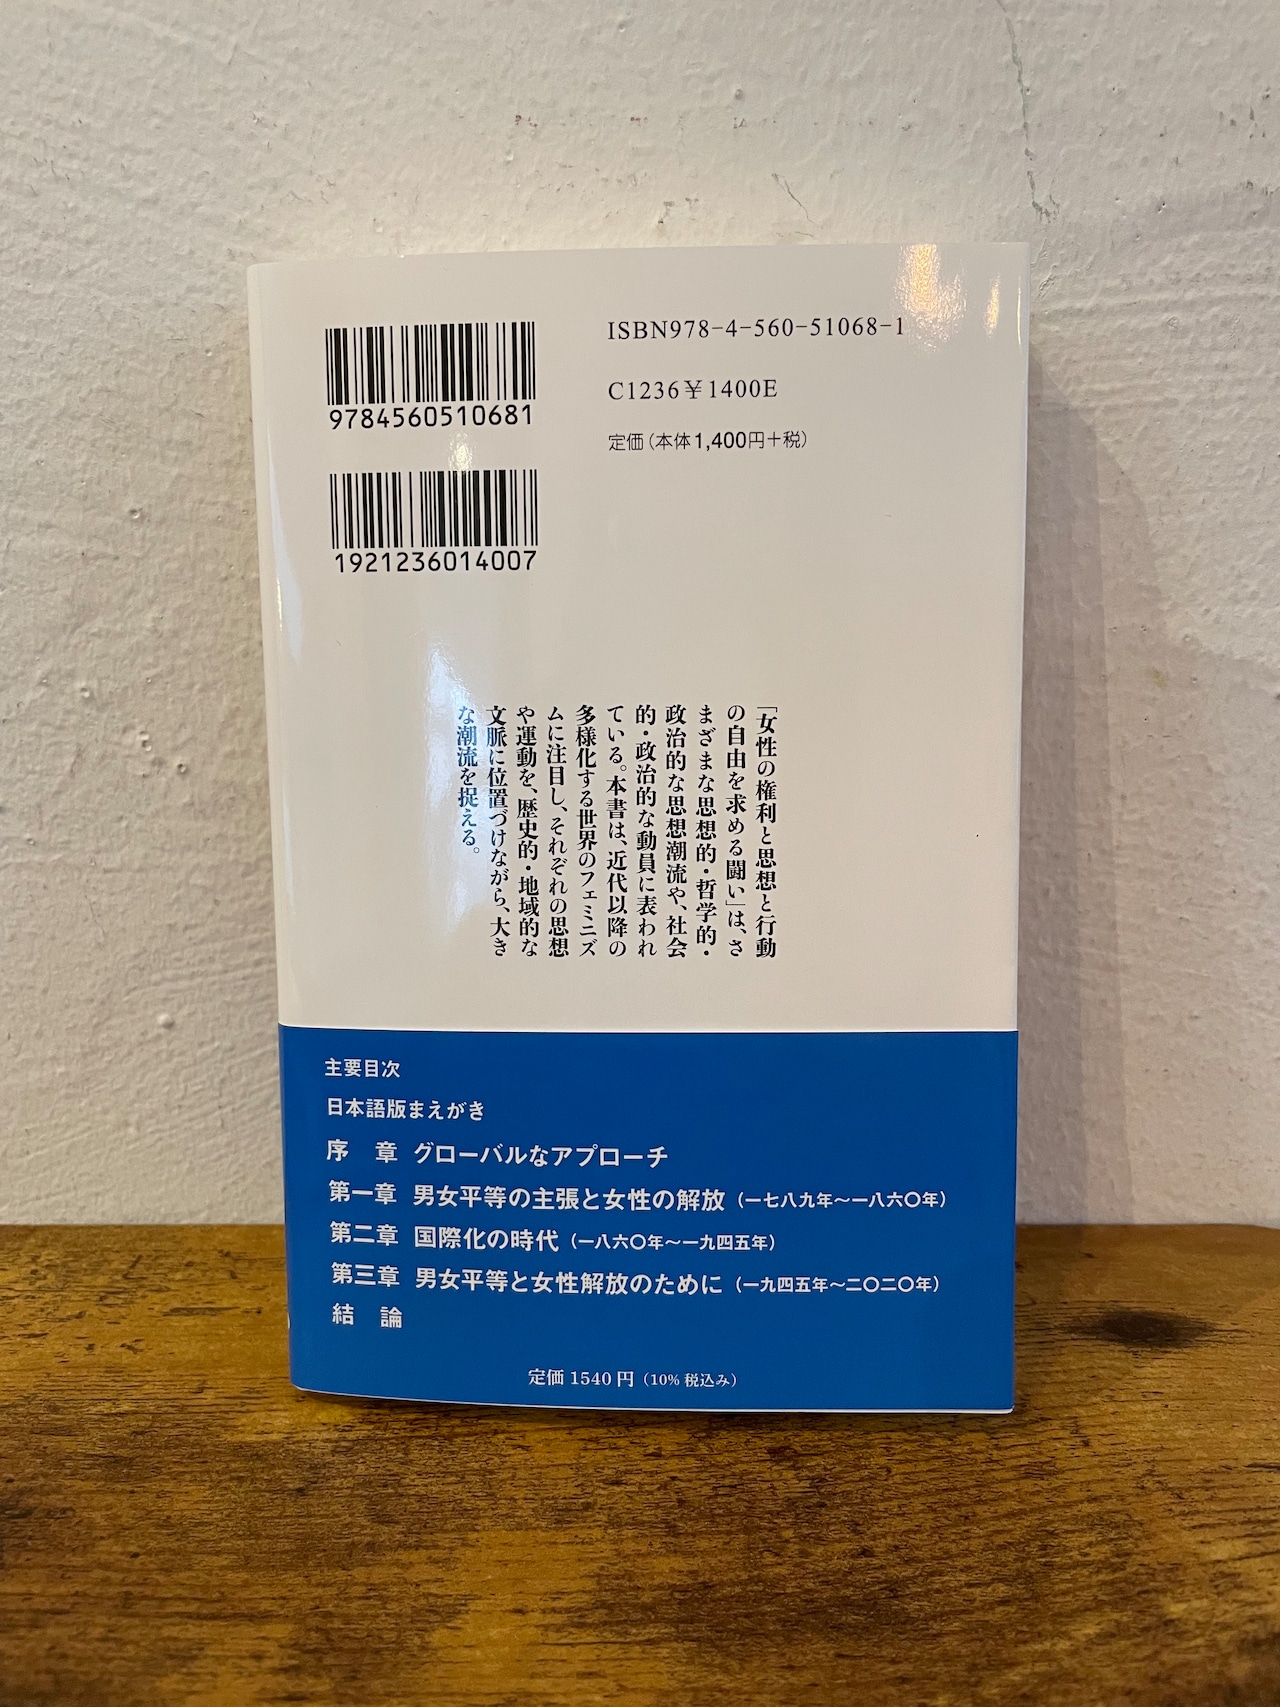 ISBN978-4-560-51068-1
C1236¥1400E
定価(本体1,400円+税)
9784560510681
1921236014007
「女性の権利と思想と行動
の自由を求める闘い」は、さ
まざまな思想的・哲学的・
政治的な思想潮流や、社会
的・政治的な動員に表われ
ている。本書は、近代以降の
多様化する世界のフェミニズ
ムに注目し、それぞれの思想
や運動を、歴史的・地域的な
文脈に位置づけながら、大き
な潮流を捉える。
主要目次
日本語版まえがき
序 章 グローバルなアプローチ
第一章 男女平等の主張と女性の解放(一七八九年〜一八六〇年)
第二章 国際化の時代(一八六〇年〜一九四五年)
第三章 男女平等と女性解放のために(一九四五年〜二〇二〇年)
結 論
定価1540円(10%税込み)